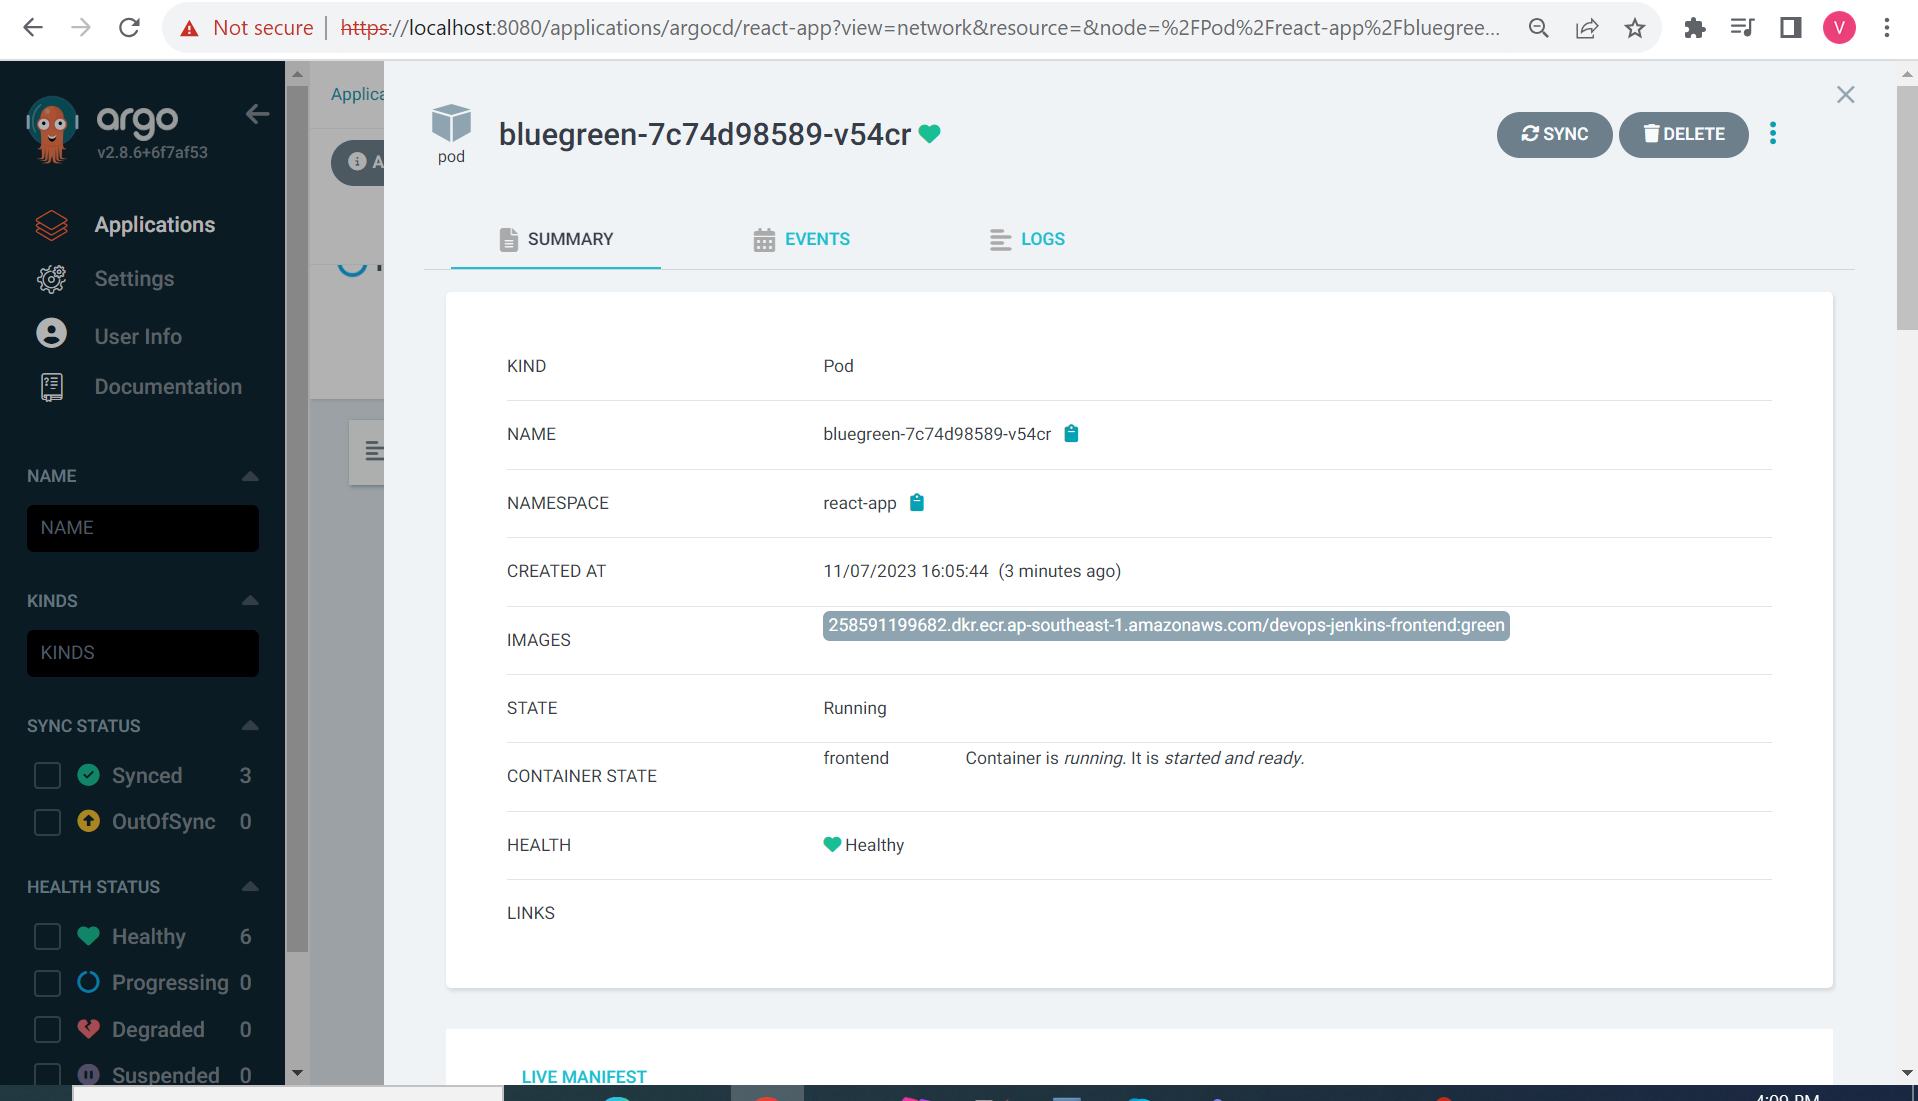 Not secure | https://localhost:8080/applications/argocd/react-app?view=network&resource=&node=%2FPod%2Freact-app%2Fbluegree...
V
argo
v2.8.6+6f7af53
Applications
Settings
User Info
Documentation
NAME
NAME
KINDS
KINDS
SYNC STATUS
Synced 3
OutOfSync 0
HEALTH STATUS
Healthy 6
Progressing 0
Degraded 0
Suspended 0
Applica
A
pod
bluegreen-7c74d98589-v54cr
SYNC
DELETE
SUMMARY
EVENTS
LOGS
KIND Pod
NAME bluegreen-7c74d98589-v54cr
NAMESPACE react-app
CREATED AT 11/07/2023 16:05:44 (3 minutes ago)
IMAGES 258591199682.dkr.ecr.ap-southeast-1.amazonaws.com/devops-jenkins-frontend:green
STATE Running
CONTAINER STATE frontend Container is running. It is started and ready.
HEALTH Healthy
LINKS
LIVE MANIFEST
4:09 PM